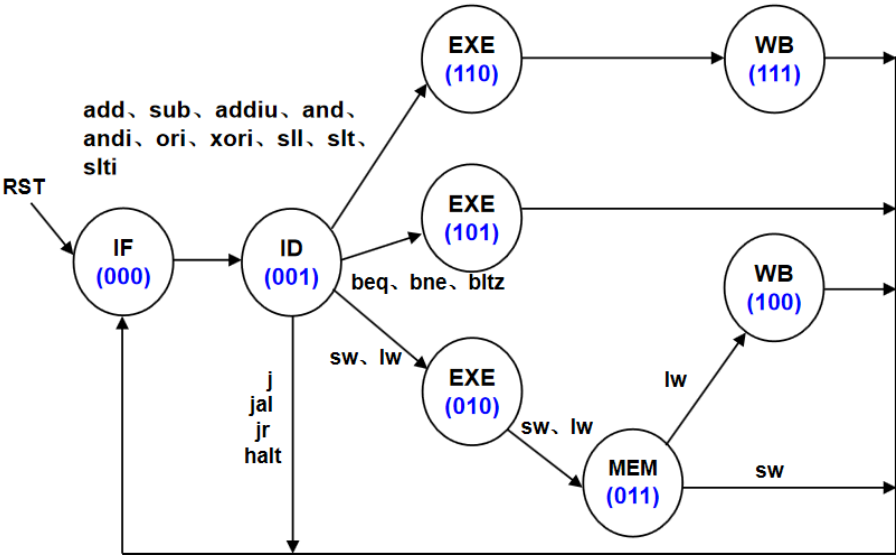 EXE
(110)
WB
(111)
add、sub、addiu、and、
andi、ori、xori、sll、slt、
slti
RST
IF
(000)
ID
(001)
EXE
(101)
beq、bne、bltz
WB
(100)
sw、lw
EXE
(010)
j
jal
jr
halt
lw
sw、lw
MEM
(011)
sw